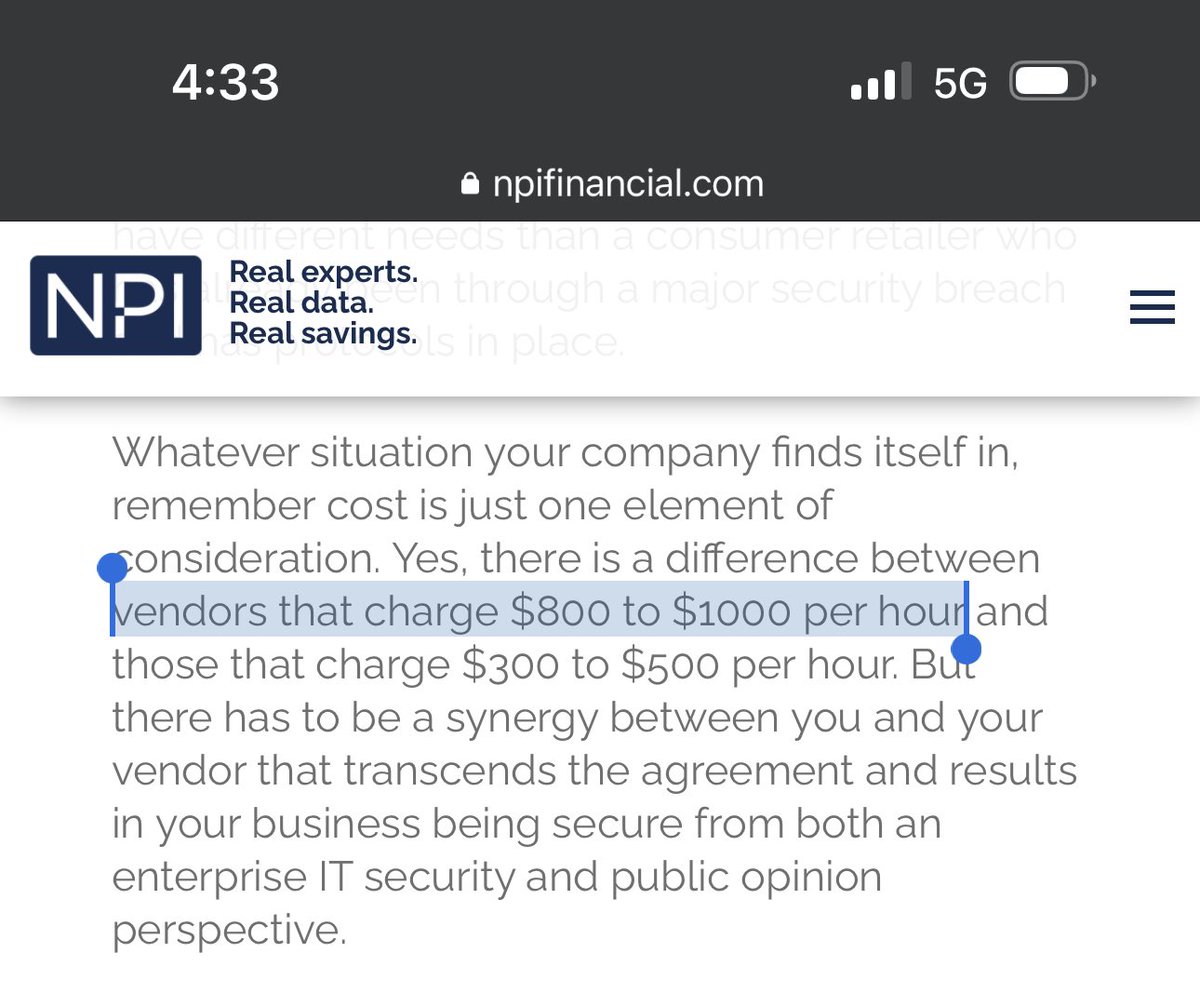 4:33
5G
npifinancial.com
have different needs than a consumer retailer who
been through a major security breach
has protocols in place.
NPI
Real experts.
Real data.
Real savings.
Whatever situation your company finds itself in,
remember cost is just one element of
consideration. Yes, there is a difference between
vendors that charge $800 to $1000 per hour and
those that charge $300 to $500 per hour. But
there has to be a synergy between you and your
vendor that transcends the agreement and results
in your business being secure from both an
enterprise IT security and public opinion
perspective.